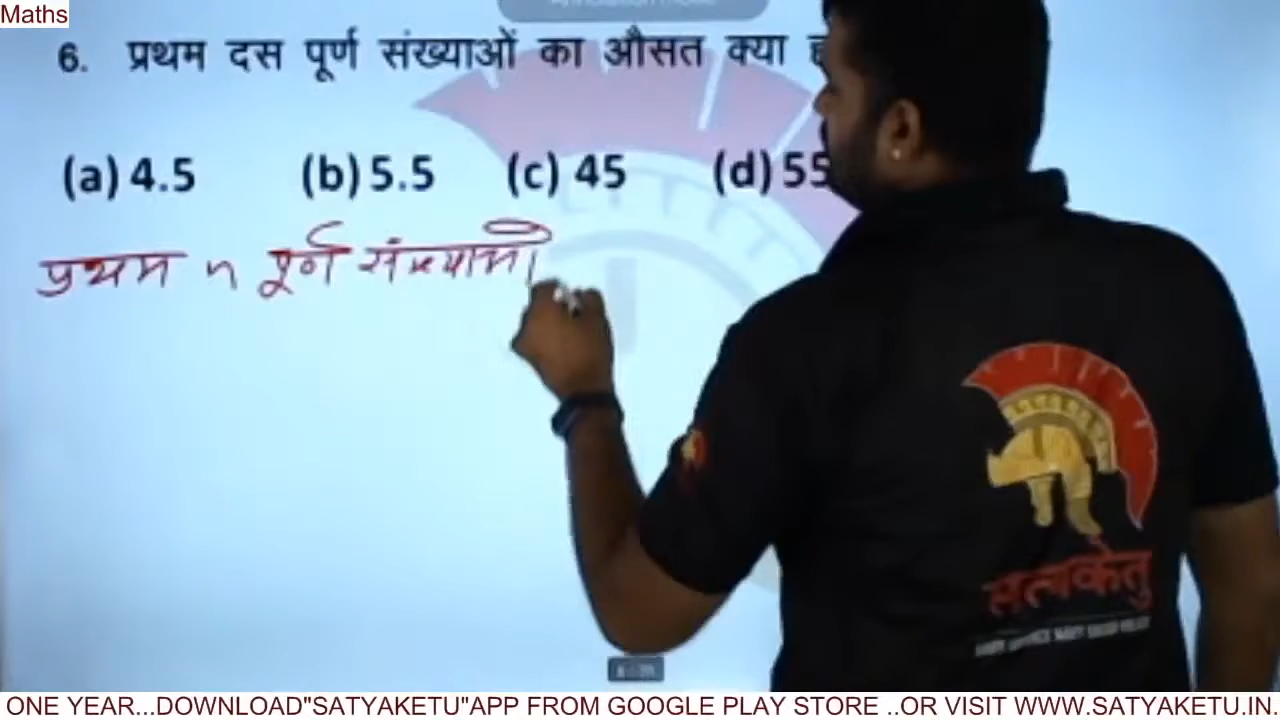 Maths
6. प्रथम दस पूर्ण संख्याओं का औसत क्या
(a) 4.5 (b) 5.5 (c) 45 (d) 55
प्रथम n पूर्ण संख्याओ
सत्यकेतु
ONE YEAR...DOWNLOAD"SATYAKETU"APP FROM GOOGLE PLAY STORE ..OR VISIT WWW.SATYAKETU.IN.